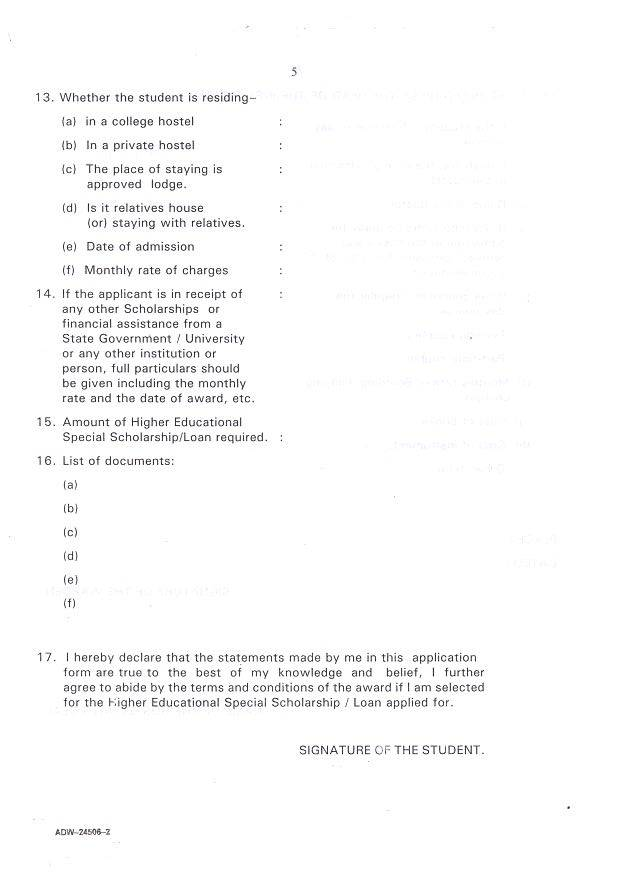 5
13. Whether the student is residing–
(a) in a college hostel :
(b) In a private hostel :
(c) The place of staying is :
approved lodge.
(d) Is it relatives house :
(or) staying with relatives.
(e) Date of admission :
(f) Monthly rate of charges :
14. If the applicant is in receipt of :
any other Scholarships or
financial assistance from a
State Government / University
or any other institution or
person, full particulars should
be given including the monthly
rate and the date of award, etc.
15. Amount of Higher Educational
Special Scholarship/Loan required. :
16. List of documents:
(a)
(b)
(c)
(d)
(e)
(f)
17. I hereby declare that the statements made by me in this application
form are true to the best of my knowledge and belief, I further
agree to abide by the terms and conditions of the award if I am selected
for the Higher Educational Special Scholarship / Loan applied for.
SIGNATURE OF THE STUDENT.
ADW–24506–2